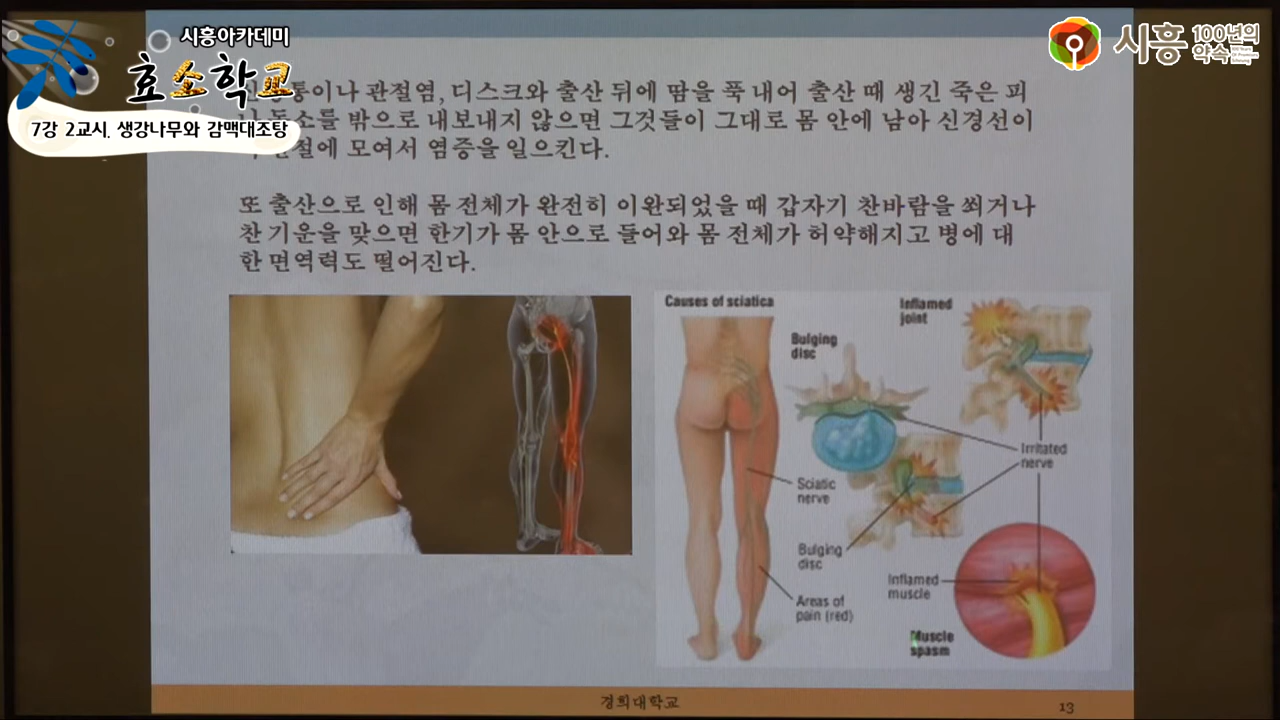 시흥아카데미
효소학교
7강 2교시. 생강나무와 감맥대조탕
시흥 100년의
약속
통이나 관절염, 디스크와 출산 뒤에 땀을 푹 내어 출산 때 생긴 죽은 피
독소를 밖으로 내보내지 않으면 그것들이 그대로 몸 안에 남아 신경선이
관절에 모여서 염증을 일으킨다.
또 출산으로 인해 몸 전체가 완전히 이완되었을 때 갑자기 찬바람을 쐬거나
찬 기운을 맞으면 한기가 몸 안으로 들어와 몸 전체가 허약해지고 병에 대
한 면역력도 떨어진다.
Causes of sciatica
Inflamed
joint
Bulging
disc
Irritated
nerve
Sciatic
nerve
Bulging
disc
Inflamed
muscle
Areas of
pain (red)
Muscle
spasm
경희대학교
13